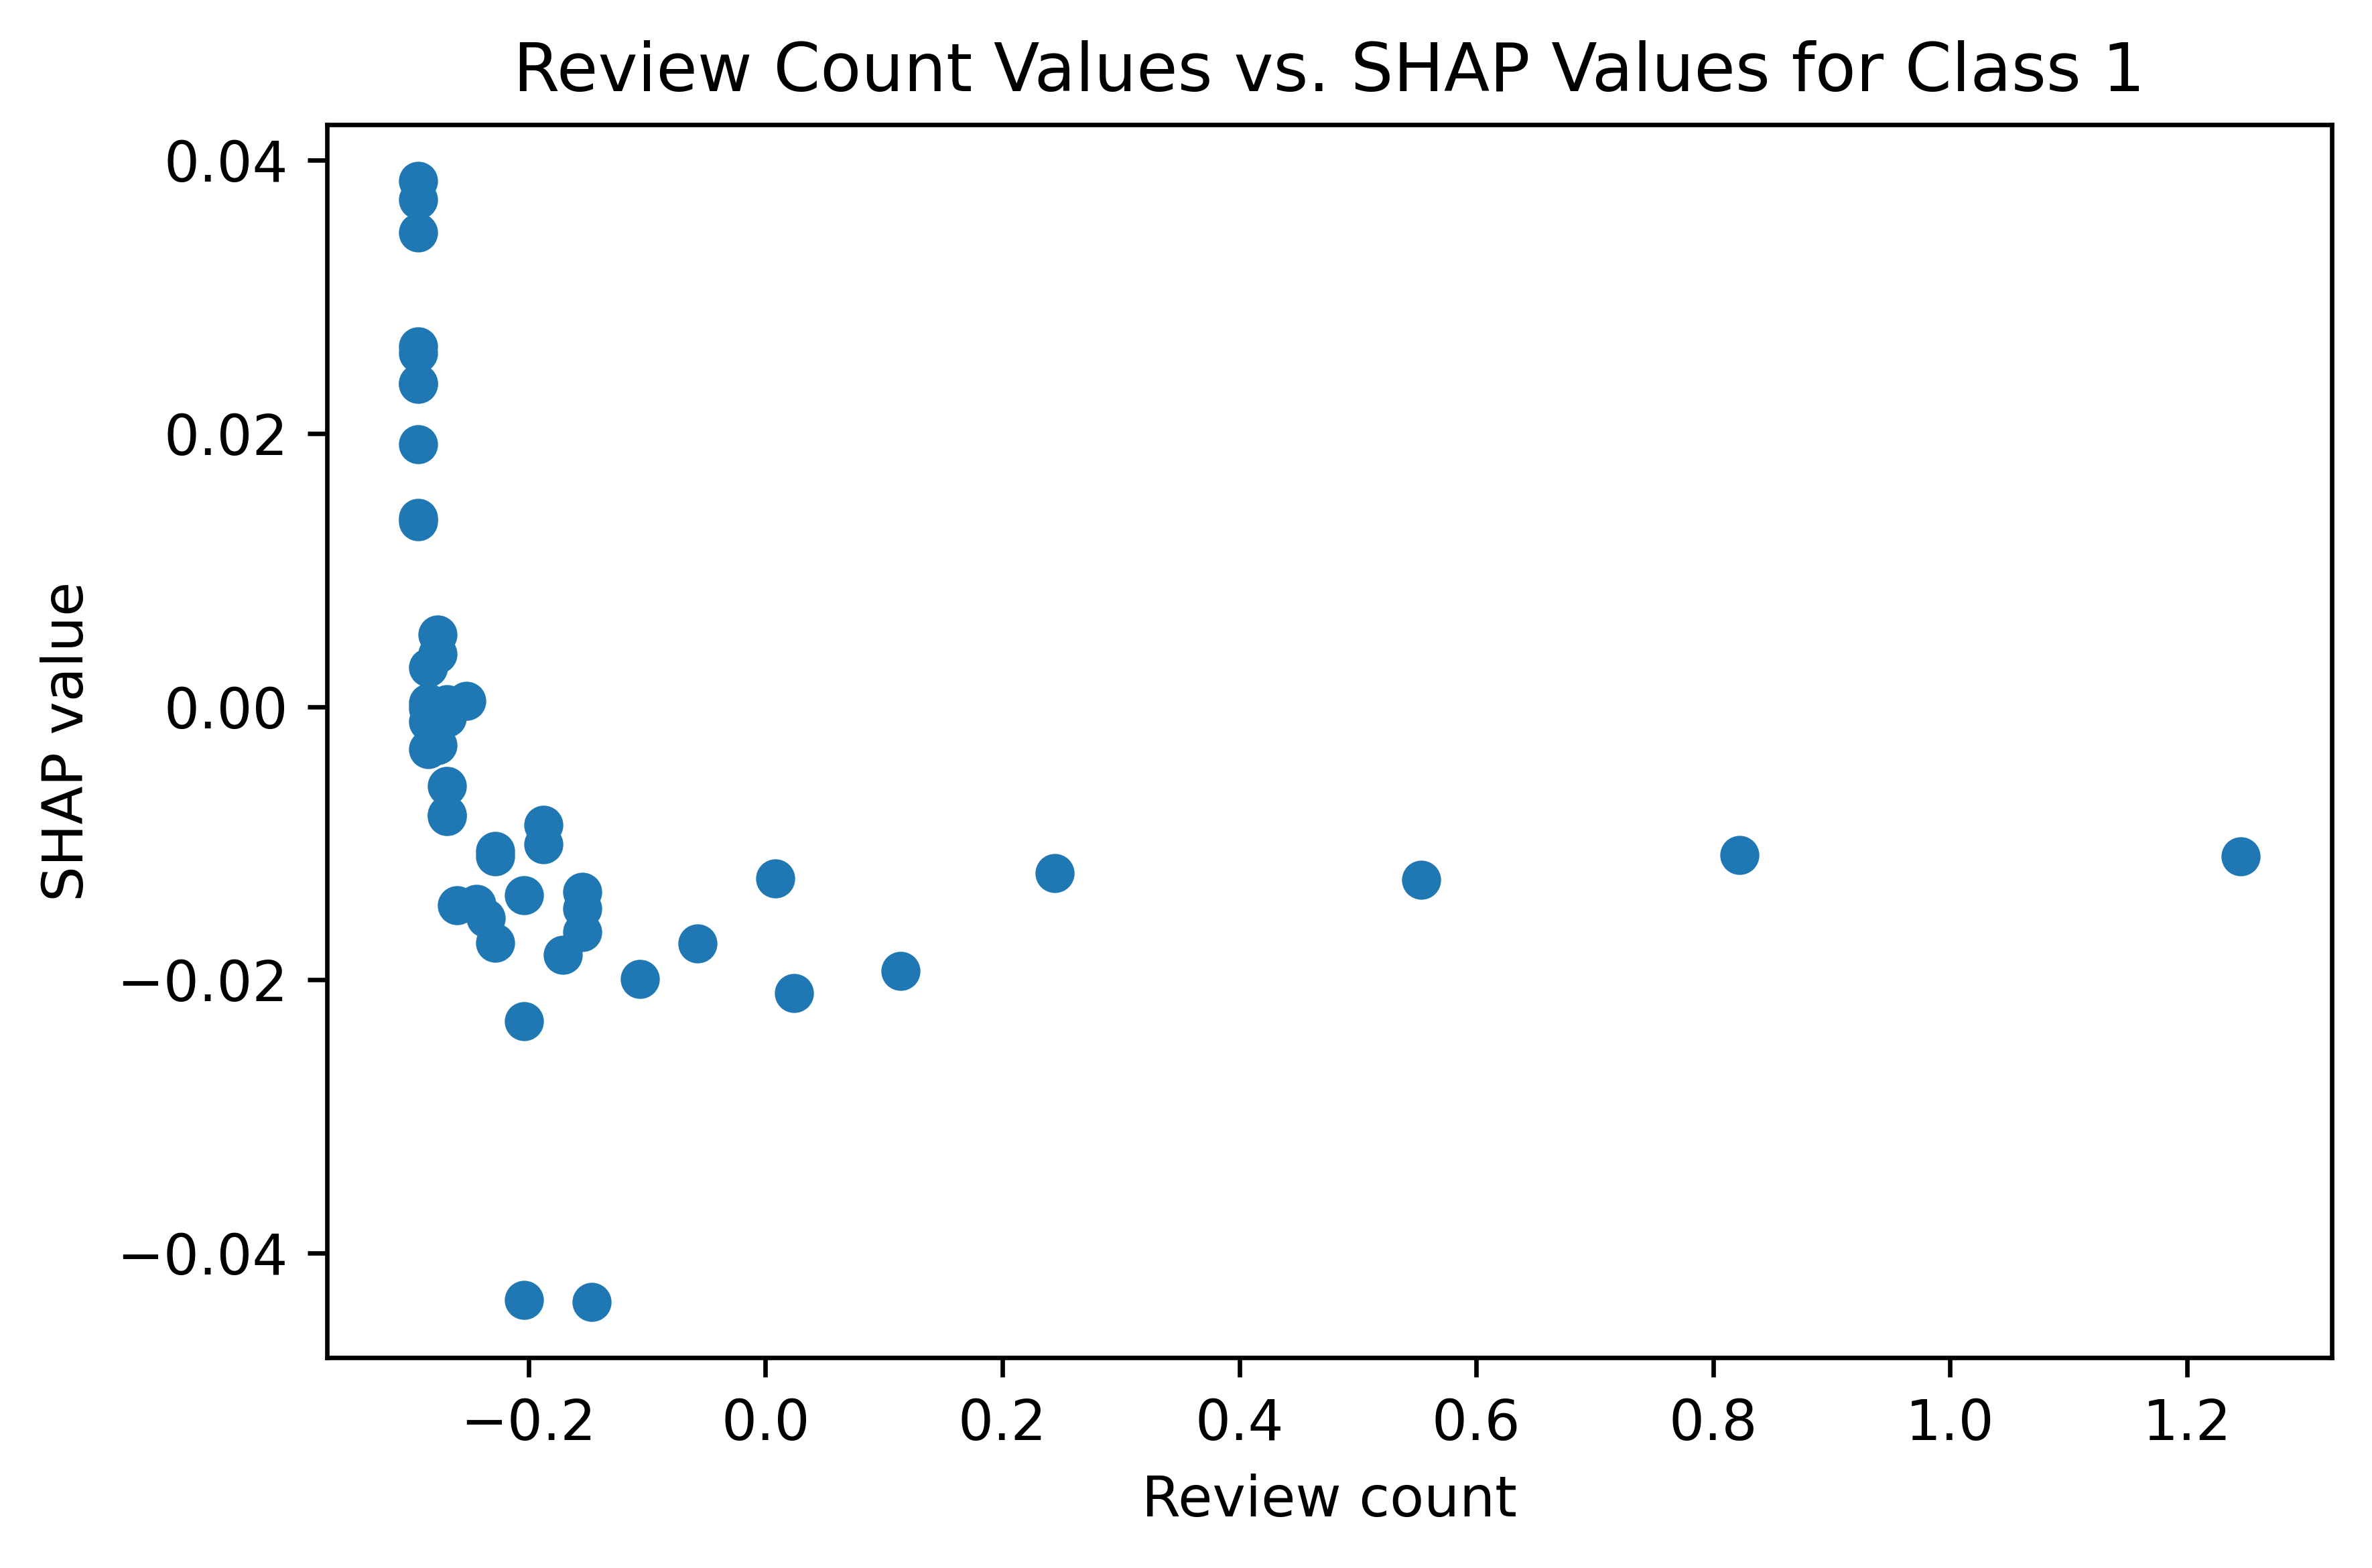 Review Count Values vs. SHAP Values for Class 1
0.04
0.02
0.00
−0.02
−0.04
SHAP value
−0.2 0.0 0.2 0.4 0.6 0.8 1.0 1.2
Review count